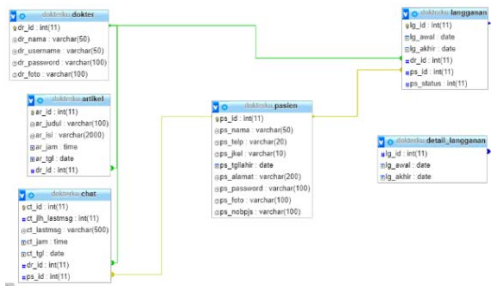 dokterku dokter
dr_id : int(11)
dr_nama : varchar(50)
dr_username : varchar(50)
dr_password : varchar(100)
dr_foto : varchar(100)
dokterku artikel
ar_id : int(11)
ar_judul : varchar(100)
ar_isi : varchar(2000)
ar_jam : time
ar_tgl : date
dr_id : int(11)
dokterku chat
ct_id : int(11)
ct_jlh_lastmsg : int(11)
ct_lastmsg : varchar(500)
ct_jam : time
ct_tgl : date
dr_id : int(11)
ps_id : int(11)
dokterku pasien
ps_id : int(11)
ps_nama : varchar(50)
ps_telp : varchar(20)
ps_jkel : varchar(10)
ps_tgllahir : date
ps_alamat : varchar(200)
ps_password : varchar(100)
ps_foto : varchar(100)
ps_nobpjs : varchar(100)
dokterku langganan
lg_id : int(11)
lg_awal : date
lg_akhir : date
dr_id : int(11)
ps_id : int(11)
ps_status : int(11)
dokterku detail_langganan
lg_id : int(11)
lg_awal : date
lg_akhir : date